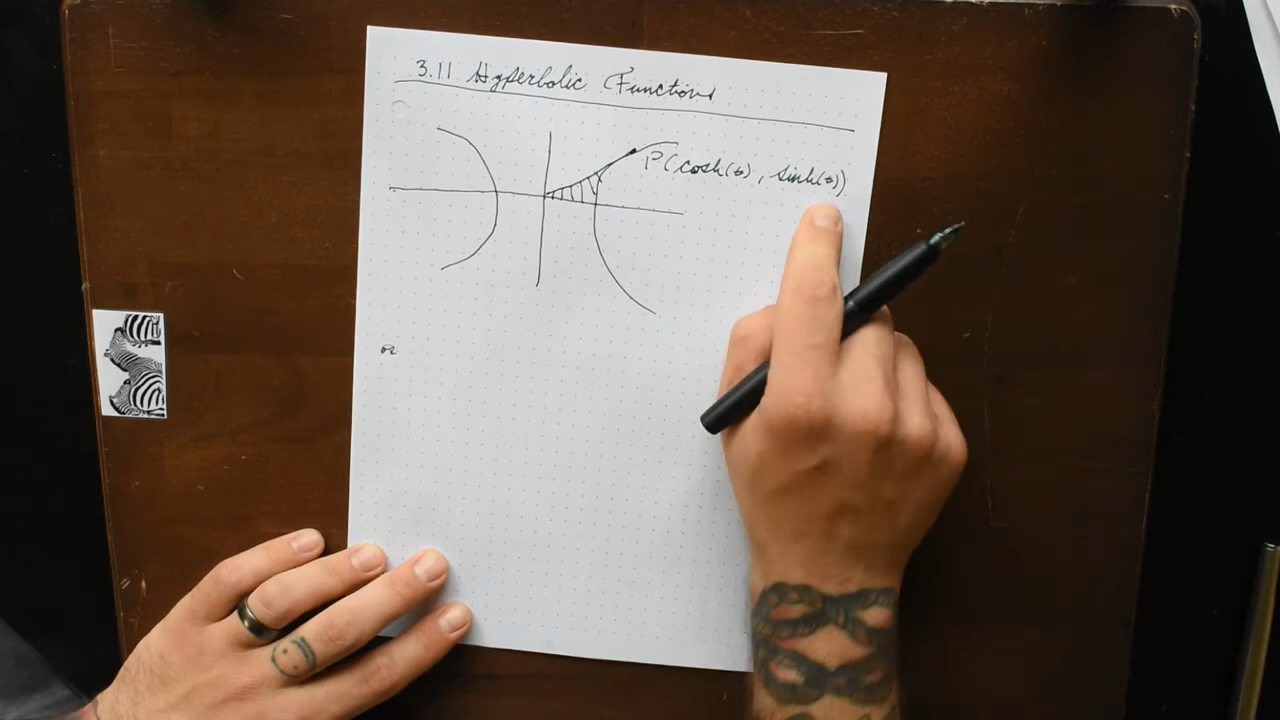 3.11 Hyperbolic Functions
P(cosh(t), sinh(t))